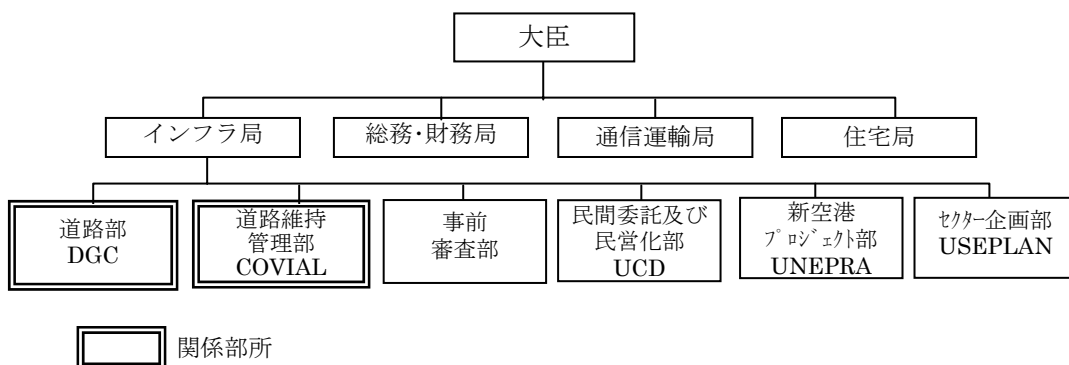 大臣
インフラ局
総務・財務局
通信運輸局
住宅局
道路部
DGC
道路維持
管理部
COVIAL
事前
審査部
民間委託及び
民営化部
UCD
新空港
ﾌﾟﾛｼﾞｪｸﾄ部
UNEPRA
ｾｸﾀｰ企画部
USEPLAN
関係部所